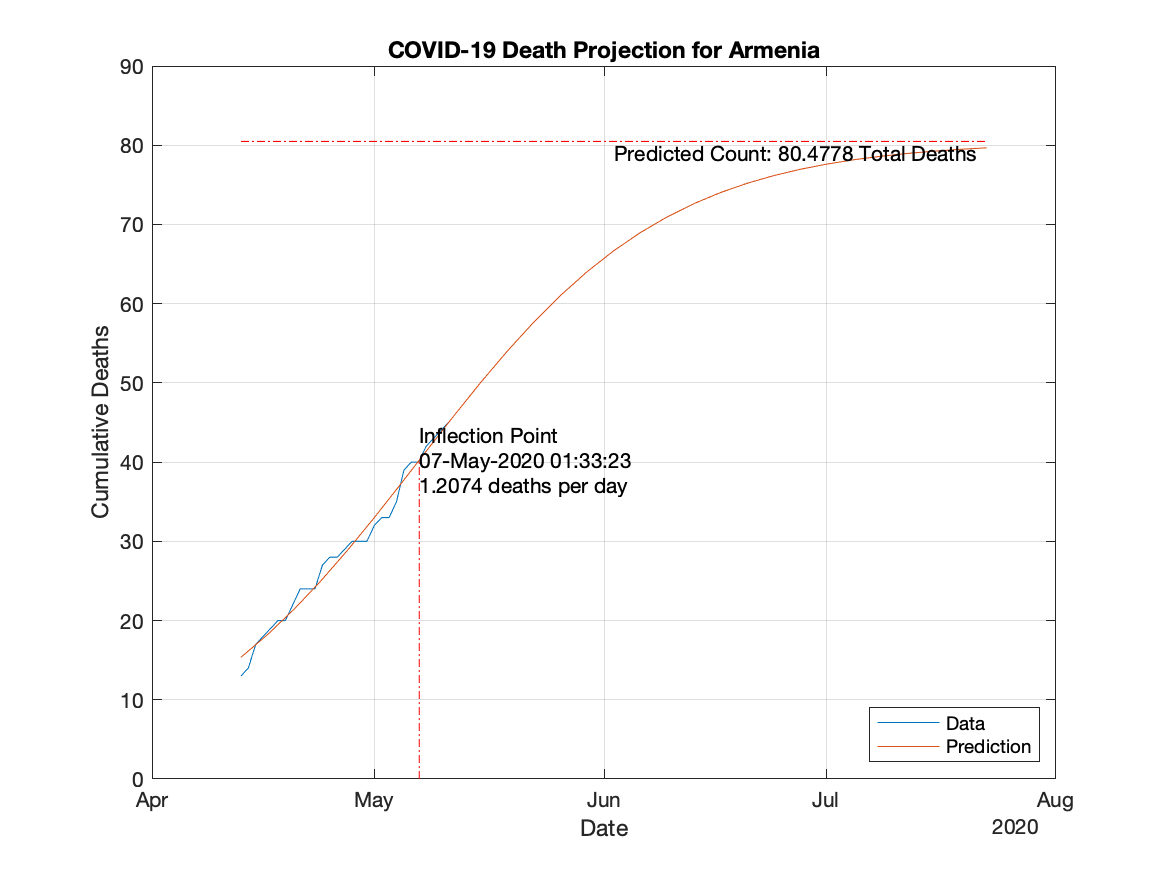 COVID-19 Death Projection for Armenia
90
80
70
60
50
40
30
20
10
0
Cumulative Deaths
Predicted Count: 80.4778 Total Deaths
Inflection Point
07-May-2020 01:33:23
1.2074 deaths per day
Data
Prediction
Apr May Jun Jul Aug
Date
2020